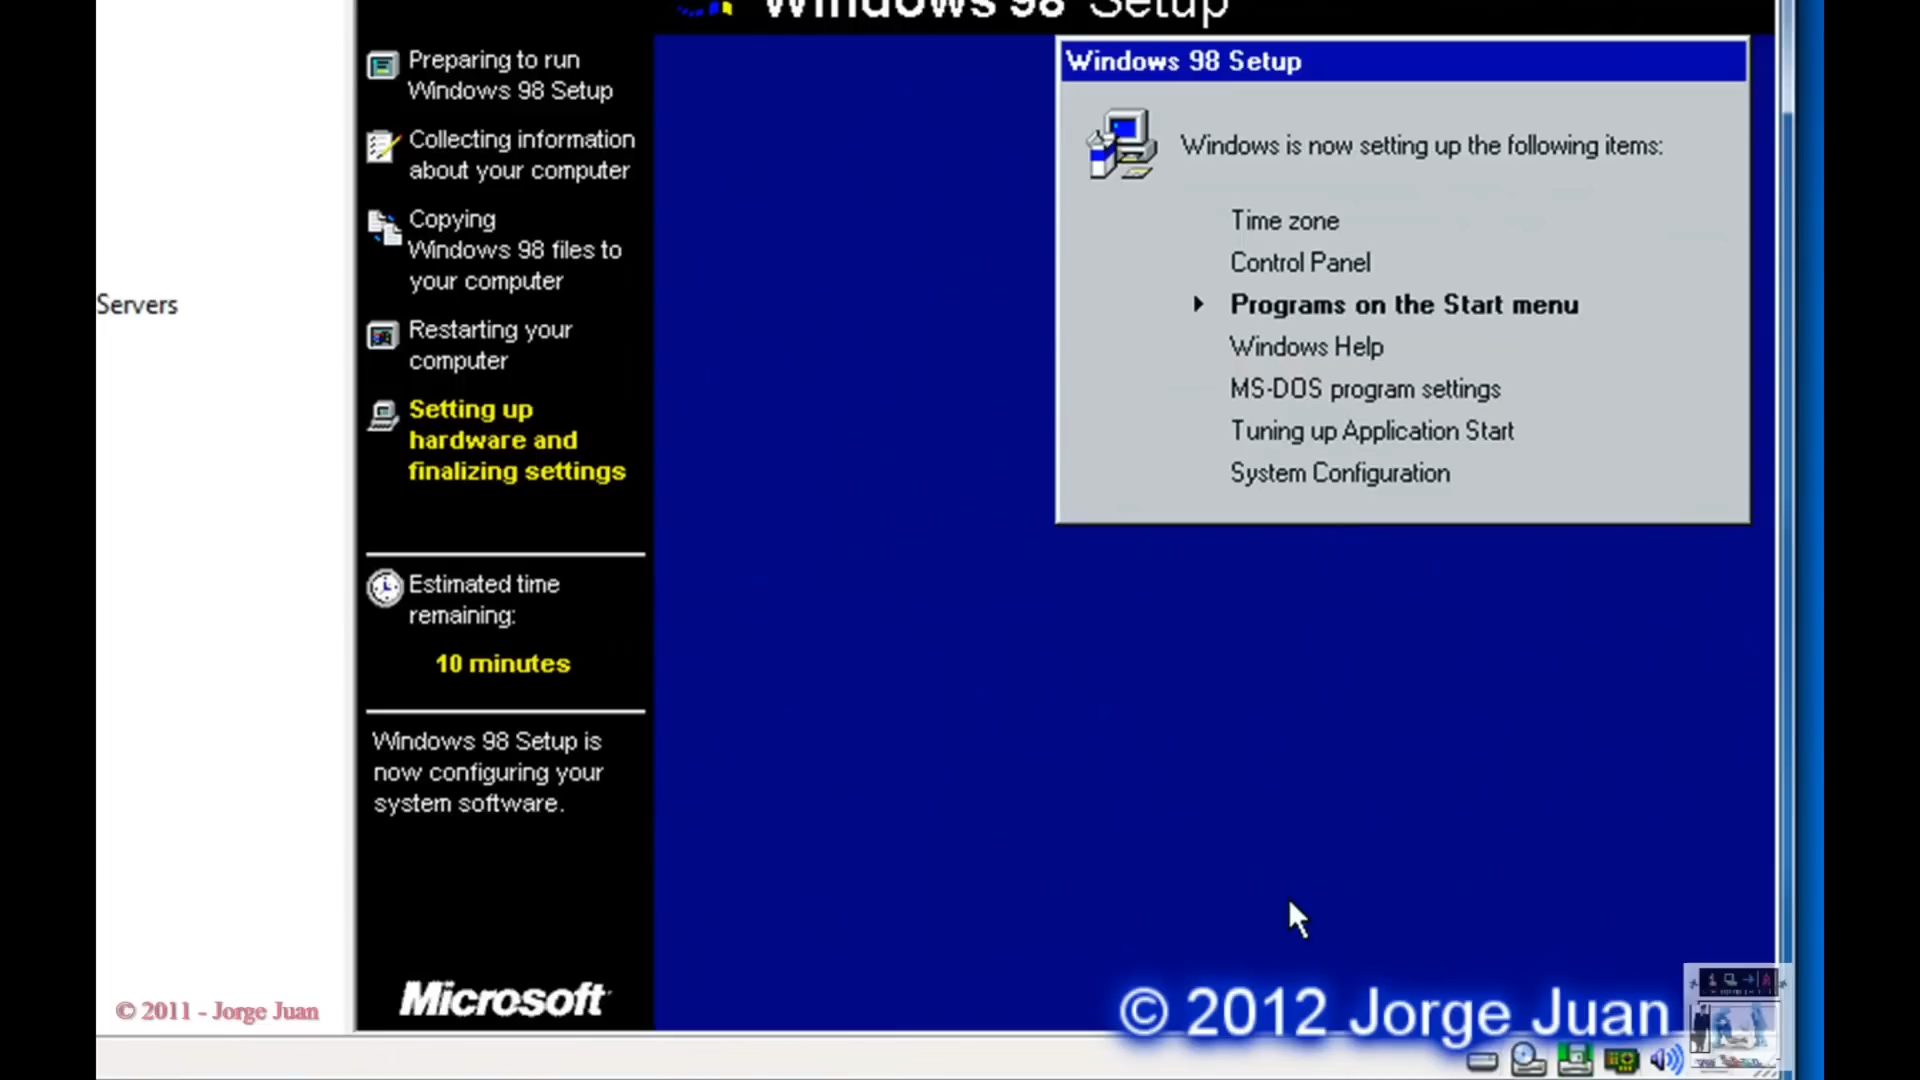 Windows 98 Setup
Preparing to run
Windows 98 Setup
Collecting information
about your computer
Copying
Windows 98 files to
your computer
Restarting your
computer
Setting up
hardware and
finalizing settings
Estimated time
remaining:
10 minutes
Windows 98 Setup is
now configuring your
system software.
Microsoft
Windows 98 Setup
Windows is now setting up the following items:
Time zone
Control Panel
Programs on the Start menu
Windows Help
MS-DOS program settings
Tuning up Application Start
System Configuration
Servers
© 2011 - Jorge Juan
© 2012 Jorge Juan